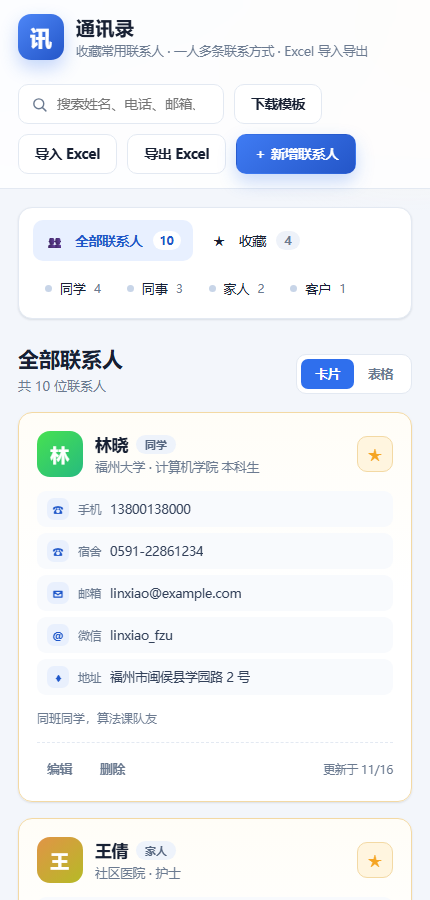 讯
通讯录
收藏常用联系人 · 一人多条联系方式 · Excel 导入导出
搜索姓名、电话、邮箱、
下载模板
导入 Excel
导出 Excel
+ 新增联系人
全部联系人 10
★ 收藏 4
同学 4
同事 3
家人 2
客户 1
全部联系人
共 10 位联系人
卡片
表格
林
林晓 同学
福州大学 · 计算机学院 本科生
★
手机 13800138000
宿舍 0591-22861234
邮箱 linxiao@example.com
@ 微信 linxiao_fzu
地址 福州市闽侯县学园路 2 号
同班同学，算法课队友
编辑
删除
更新于 11/16
王
王倩 家人
社区医院 · 护士
★